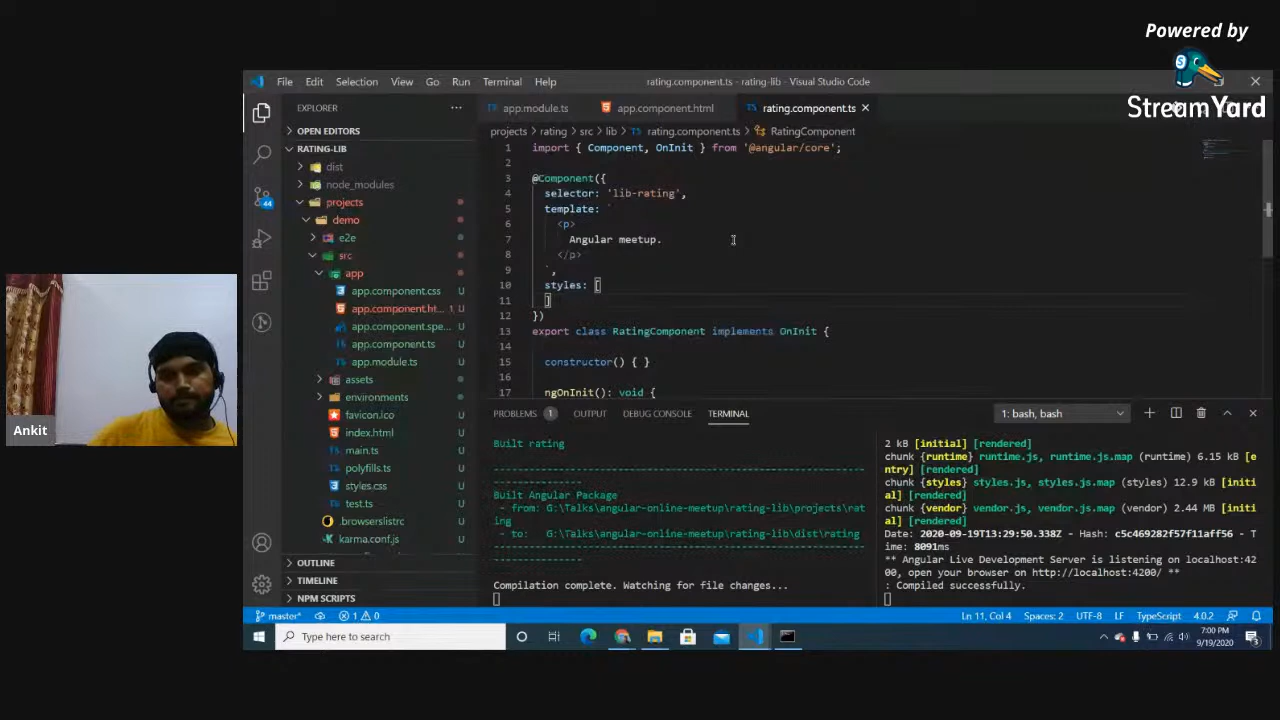 Powered by
StreamYard
File Edit Selection View Go Run Terminal Help
rating.component.ts - rating-lib - Visual Studio Code
EXPLORER
OPEN EDITORS
RATING-LIB
dist
node_modules
projects
demo
e2e
src
app
app.component.css U
app.component.ht... 1, U
app.component.spe... U
app.component.ts U
app.module.ts U
assets
environments
favicon.ico U
index.html U
main.ts U
polyfills.ts U
styles.css U
test.ts U
.browserslistrc U
karma.conf.js U
OUTLINE
TIMELINE
NPM SCRIPTS
44
app.module.ts app.component.html rating.component.ts
projects > rating > src > lib > rating.component.ts > RatingComponent
1 import { Component, OnInit } from '@angular/core';
2
3 @Component({
4 selector: 'lib-rating',
5 template: `
6 <p>
7 Angular meetup.
8 </p>
9 `,
10 styles: [
11 ]
12 })
13 export class RatingComponent implements OnInit {
14
15 constructor() { }
16
17 ngOnInit(): void {
PROBLEMS 1 OUTPUT DEBUG CONSOLE TERMINAL 1: bash, bash
Built rating
------------------------------------------------------------------------------
Built Angular Package
- from: G:\Talks\angular-online-meetup\rating-lib\projects\rat
ing
- to: G:\Talks\angular-online-meetup\rating-lib\dist\rating
------------------------------------------------------------------------------
Compilation complete. Watching for file changes...
2 kB [initial] [rendered]
chunk {runtime} runtime.js, runtime.js.map (runtime) 6.15 kB [e
ntry] [rendered]
chunk {styles} styles.js, styles.js.map (styles) 12.9 kB [initi
al] [rendered]
chunk {vendor} vendor.js, vendor.js.map (vendor) 2.44 MB [initi
al] [rendered]
Date: 2020-09-19T13:29:50.338Z - Hash: c5c469282f57f11aff56 - T
ime: 8091ms
** Angular Live Development Server is listening on localhost:42
00, open your browser on http://localhost:4200/ **
: Compiled successfully.
master* 1 0
Ln 11, Col 4 Spaces: 2 UTF-8 LF TypeScript 4.0.2
Type here to search
7:00 PM
9/19/2020
3
Ankit